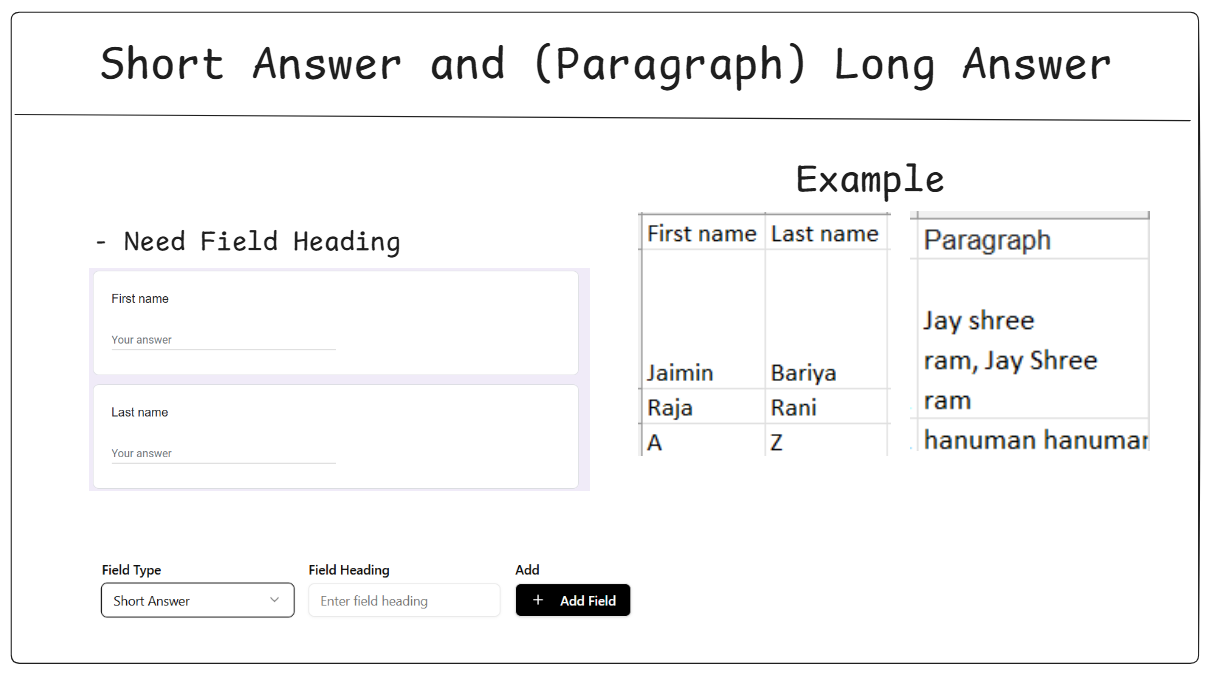 Short Answer and (Paragraph) Long Answer
Example
- Need Field Heading
First name
Your answer
Last name
Your answer
First name Last name
Jaimin Bariya
Raja Rani
A Z
Paragraph
Jay shree
ram, Jay Shree
ram
hanuman hanuman
Field Type Field Heading Add
Short Answer Enter field heading + Add Field